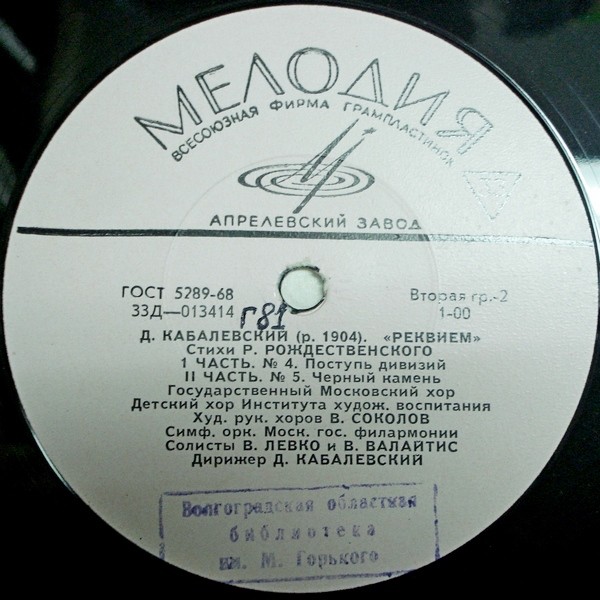 МЕЛОДИЯ
ВСЕСОЮЗНАЯ ФИРМА ГРАМПЛАСТИНОК
АПРЕЛЕВСКИЙ ЗАВОД
ГОСТ 5289-68
Вторая гр.-2
33Д—013414
1-00
Г81
Д. КАБАЛЕВСКИЙ (р. 1904). «РЕКВИЕМ»
Стихи Р. РОЖДЕСТВЕНСКОГО
1 ЧАСТЬ. № 4. Поступь дивизий
II ЧАСТЬ. № 5. Черный камень
Государственный Московский хор
Детский хор Института худож. воспитания
Худ. рук. хоров В. СОКОЛОВ
Симф. орк. Моск. гос. филармонии
Солисты В. ЛЕВКО и В. ВАЛАЙТИС
Дирижер Д. КАБАЛЕВСКИЙ
Волгоградская областная
библиотека
им. М. Горького